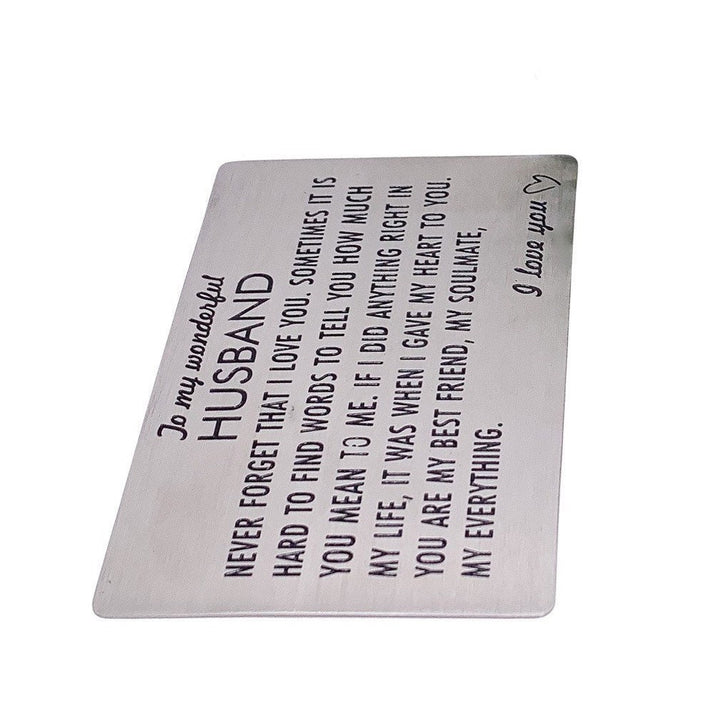 To my wonderful
HUSBAND
NEVER FORGET THAT I LOVE YOU. SOMETIMES IT IS
HARD TO FIND WORDS TO TELL YOU HOW MUCH
YOU MEAN TO ME. IF I DID ANYTHING RIGHT IN
MY LIFE, IT WAS WHEN I GAVE MY HEART TO YOU.
YOU ARE MY BEST FRIEND, MY SOULMATE,
MY EVERYTHING.
I love you